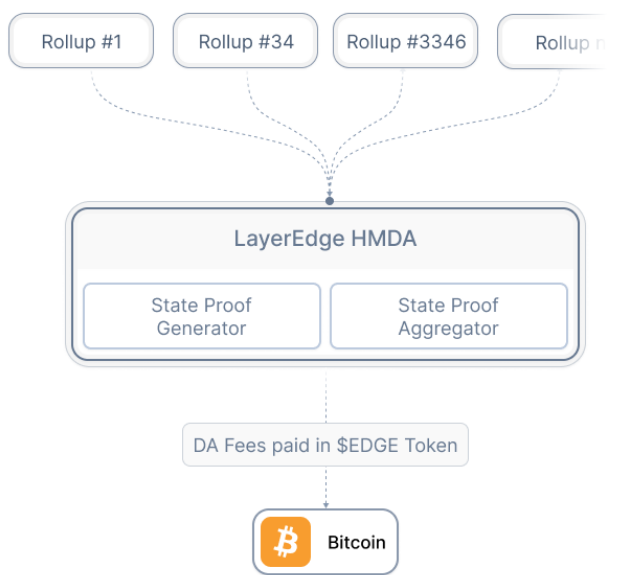 Rollup #1
Rollup #34
Rollup #3346
Rollup n
LayerEdge HMDA
State Proof
Generator
State Proof
Aggregator
DA Fees paid in $EDGE Token
Bitcoin